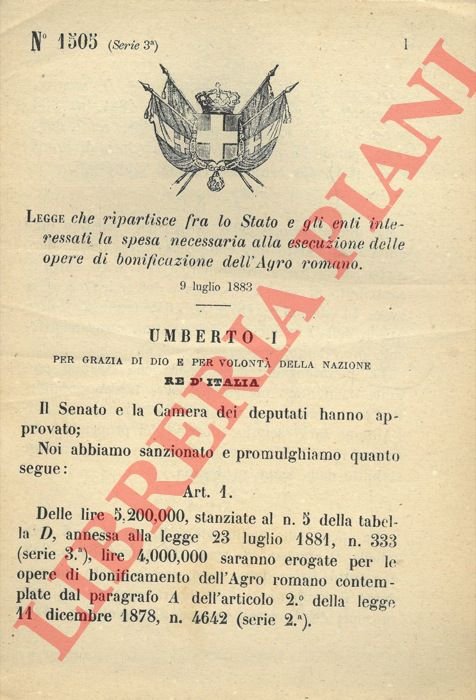 N° 1505 (Serie 3ª) 1
LEGGE che ripartisce fra lo Stato e gli enti inte-
ressati la spesa necessaria alla esecuzione delle
opere di bonificazione dell'Agro romano.
9 luglio 1883
UMBERTO I
PER GRAZIA DI DIO E PER VOLONTÀ DELLA NAZIONE
RE D'ITALIA
Il Senato e la Camera dei deputati hanno ap-
provato;
Noi abbiamo sanzionato e promulghiamo quanto
segue:
Art. 1.
Delle lire 5,200,000, stanziate al n. 5 della tabel-
la D, annessa alla legge 23 luglio 1881, n. 333
(serie 3.ª), lire 4,000,000 saranno erogate per le
opere di bonificamento dell'Agro romano contem-
plate dal paragrafo A dell'articolo 2.° della legge
11 dicembre 1878, n. 4642 (serie 2.ª).
LIBRERIA PIANI